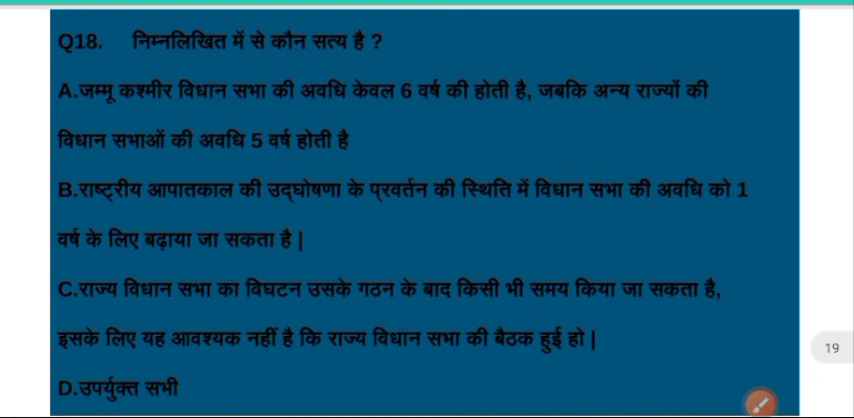 Q18. निम्नलिखित में से कौन सत्य है ?
A.जम्मू कश्मीर विधान सभा की अवधि केवल 6 वर्ष की होती है, जबकि अन्य राज्यों की
विधान सभाओं की अवधि 5 वर्ष होती है
B.राष्ट्रीय आपातकाल की उद्घोषणा के प्रवर्तन की स्थिति में विधान सभा की अवधि को 1
वर्ष के लिए बढ़ाया जा सकता है |
C.राज्य विधान सभा का विघटन उसके गठन के बाद किसी भी समय किया जा सकता है,
इसके लिए यह आवश्यक नहीं है कि राज्य विधान सभा की बैठक हुई हो |
19
D.उपर्युक्त सभी